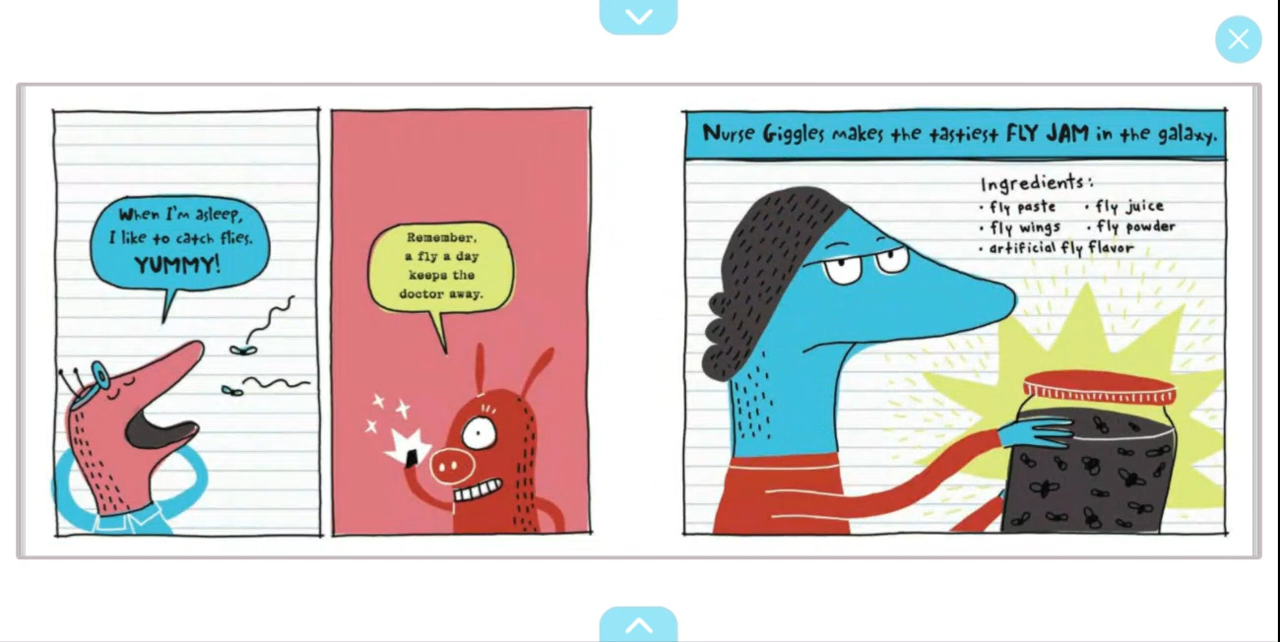 When I'm asleep,
I like to catch flies.
YUMMY!
Remember,
a fly a day
keeps the
doctor away.
Nurse Giggles makes the tastiest FLY JAM in the galaxy.
Ingredients:
• fly paste • fly juice
• fly wings • fly powder
• artificial fly flavor